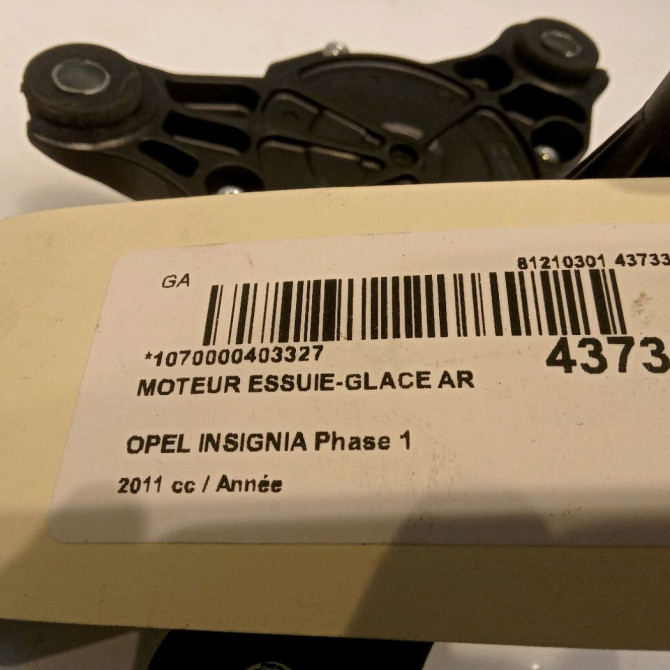 GA
81210301 43733
*1070000403327
4373
MOTEUR ESSUIE-GLACE AR
OPEL INSIGNIA Phase 1
2011 cc / Année